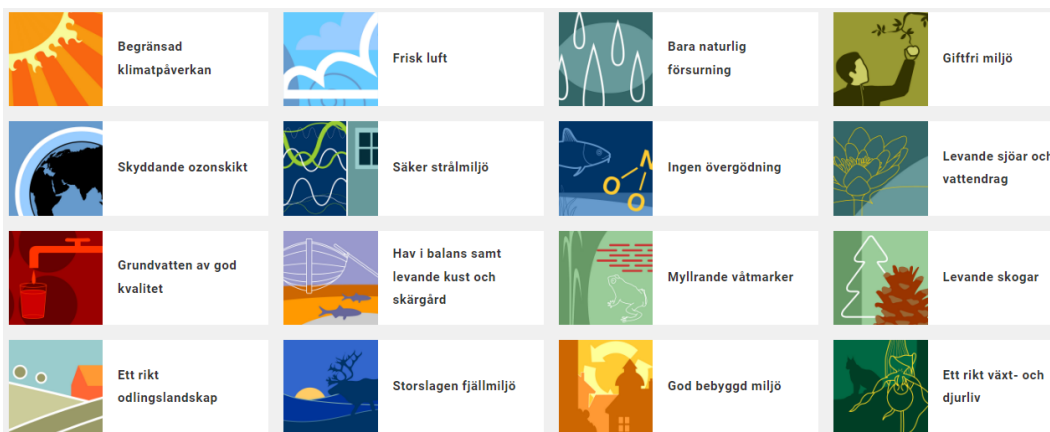 Begränsad
klimatpåverkan
Frisk luft
Bara naturlig
försurning
Giftfri miljö
Skyddande ozonskikt
Säker strålmiljö
Ingen övergödning
Levande sjöar och
vattendrag
Grundvatten av god
kvalitet
Hav i balans samt
levande kust och
skärgård
Myllrande våtmarker
Levande skogar
Ett rikt
odlingslandskap
Storslagen fjällmiljö
God bebyggd miljö
Ett rikt växt- och
djurliv
N
O
O